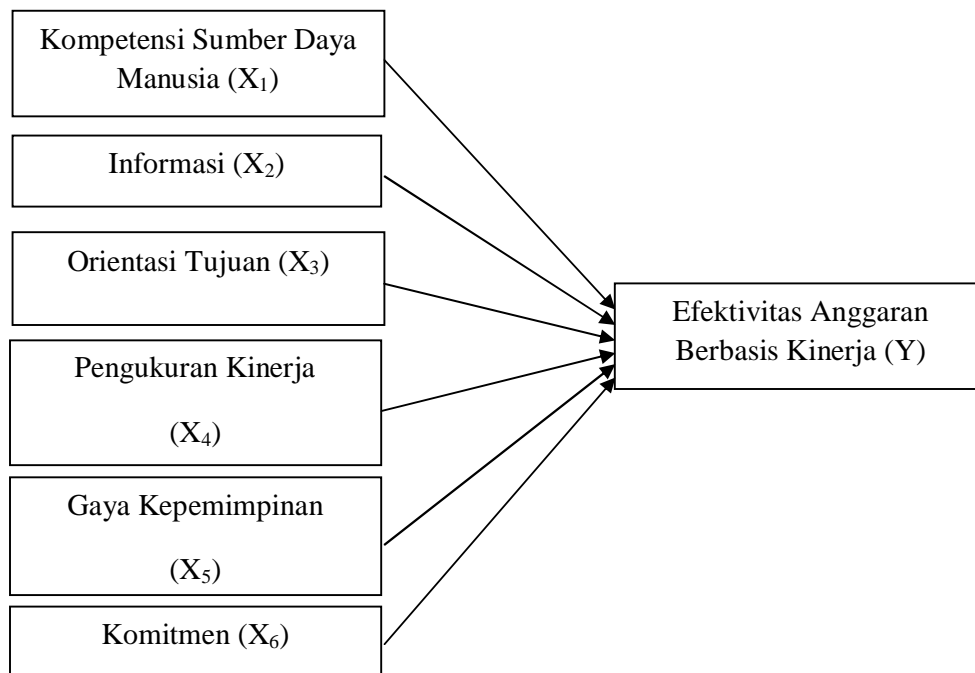 Kompetensi Sumber Daya
Manusia (X₁)
Informasi (X₂)
Orientasi Tujuan (X₃)
Pengukuran Kinerja
(X₄)
Gaya Kepemimpinan
(X₅)
Komitmen (X₆)
Efektivitas Anggaran
Berbasis Kinerja (Y)